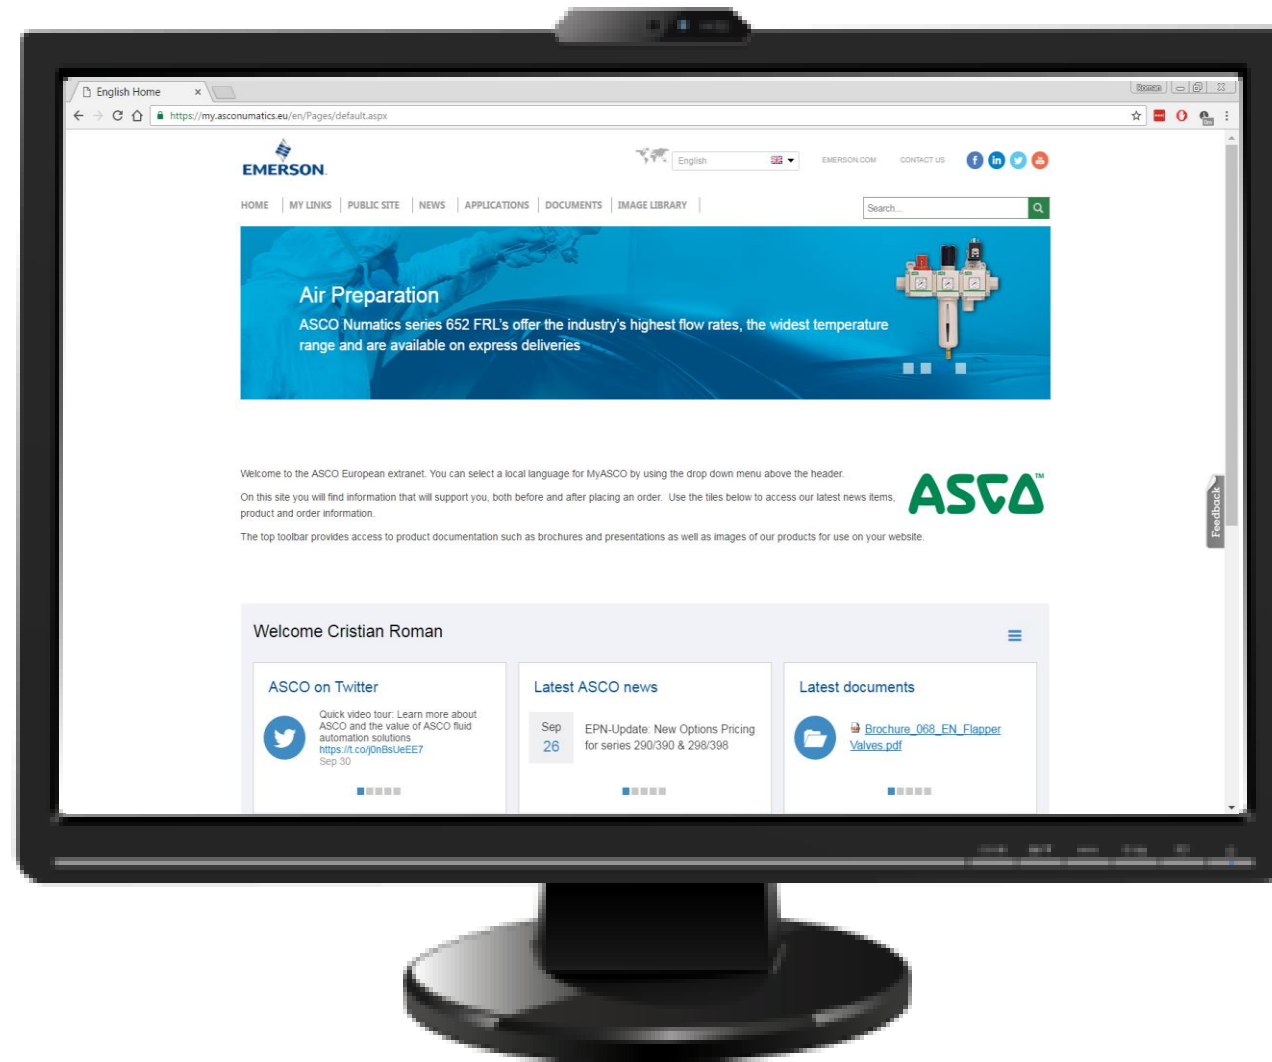 English Home
Roman
https://my.asconumatics.eu/en/Pages/default.aspx
EMERSON
English
EMERSON.COM
CONTACT US
HOME
MY LINKS
PUBLIC SITE
NEWS
APPLICATIONS
DOCUMENTS
IMAGE LIBRARY
Search...
Air Preparation
ASCO Numatics series 652 FRL's offer the industry's highest flow rates, the widest temperature
range and are available on express deliveries
Welcome to the ASCO European extranet. You can select a local language for MyASCO by using the drop down menu above the header.
On this site you will find information that will support you, both before and after placing an order. Use the tiles below to access our latest news items,
product and order information.
The top toolbar provides access to product documentation such as brochures and presentations as well as images of our products for use on your website.
ASCO™
Feedback
Welcome Cristian Roman
ASCO on Twitter
Quick video tour: Learn more about
ASCO and the value of ASCO fluid
automation solutions
https://t.co/j0nBsUeEE7
Sep 30
Latest ASCO news
Sep
26
EPN-Update: New Options Pricing
for series 290/390 & 298/398
Latest documents
Brochure_068_EN_Flapper
Valves.pdf